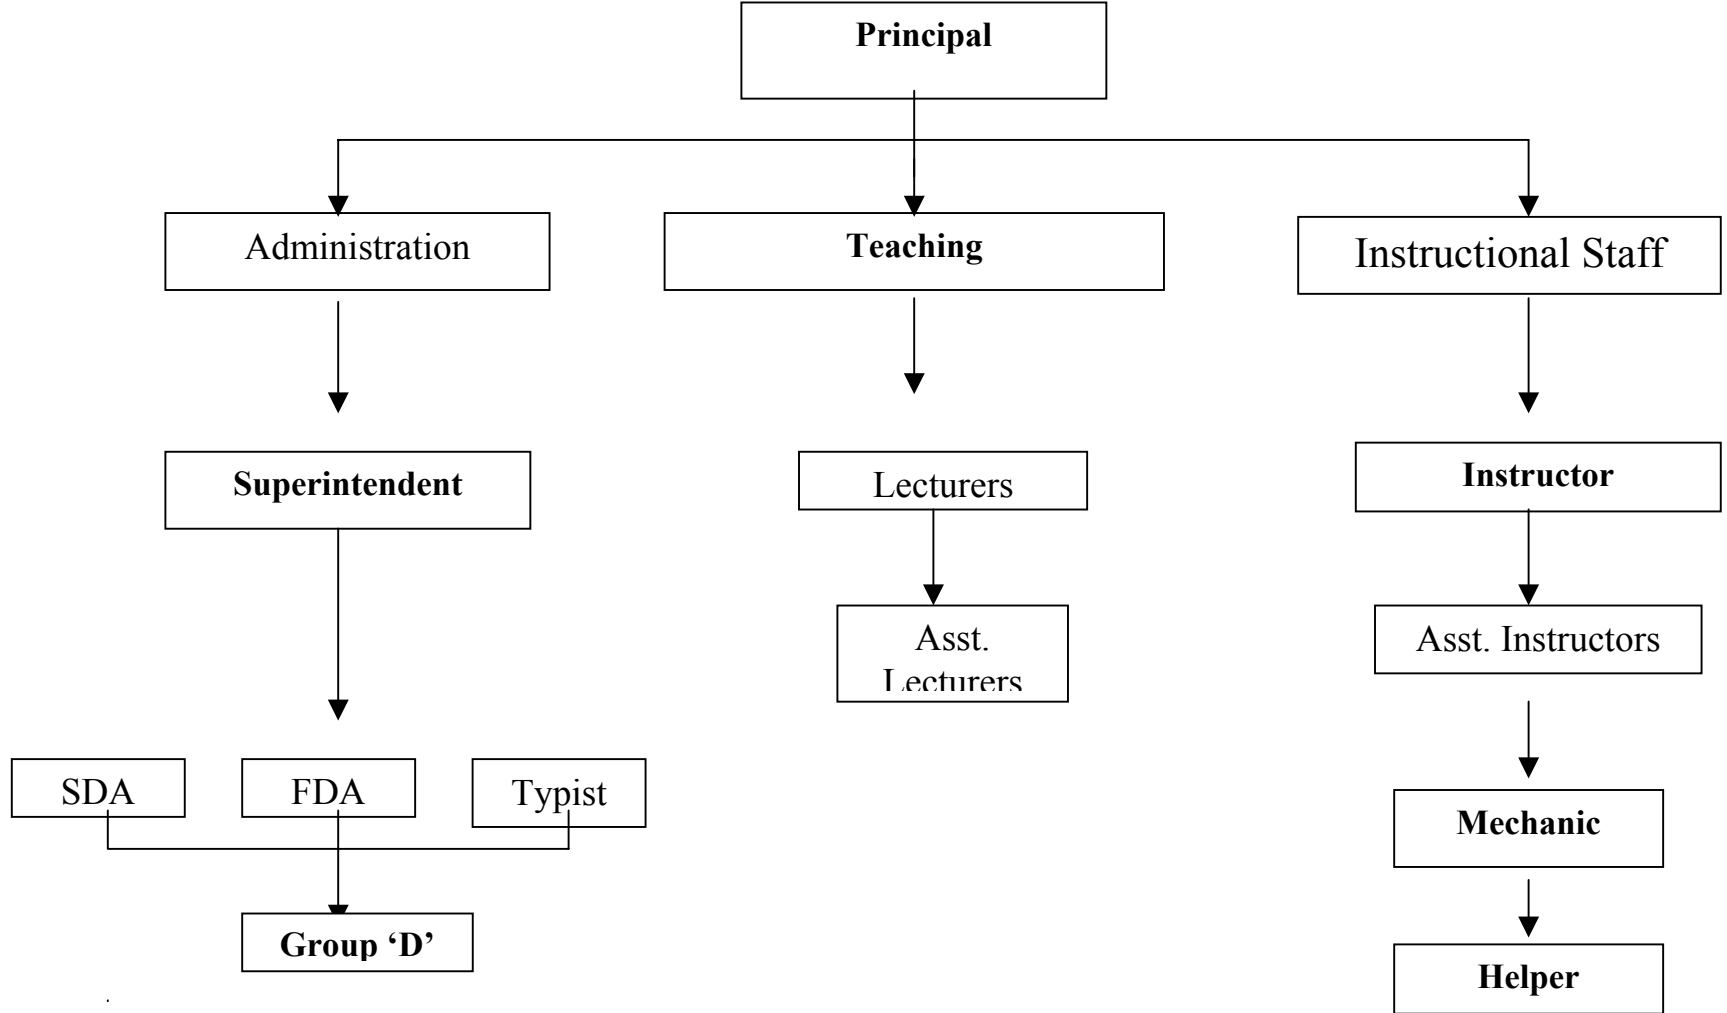 Principal
Administration
Teaching
Instructional Staff
Superintendent
Lecturers
Instructor
Asst.
Lecturers
Asst. Instructors
SDA
FDA
Typist
Mechanic
Group ‘D’
Helper